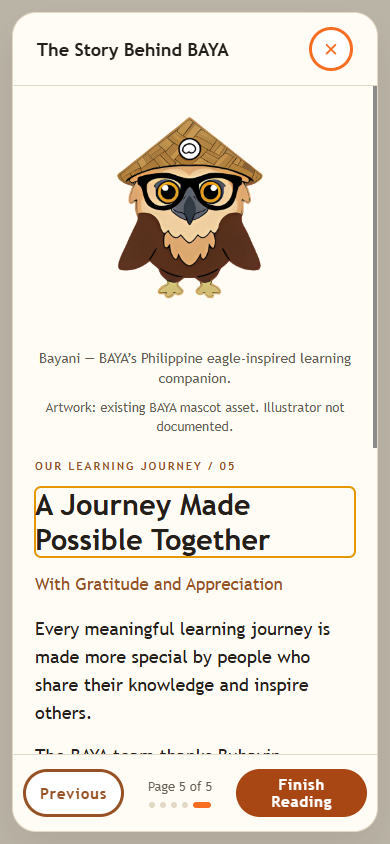 The Story Behind BAYA
Bayani — BAYA's Philippine eagle-inspired learning
companion.
Artwork: existing BAYA mascot asset. Illustrator not
documented.
OUR LEARNING JOURNEY / 05
A Journey Made
Possible Together
With Gratitude and Appreciation
Every meaningful learning journey is
made more special by people who
share their knowledge and inspire
others.
The BAYA team thanks
Previous
Page 5 of 5
Finish
Reading